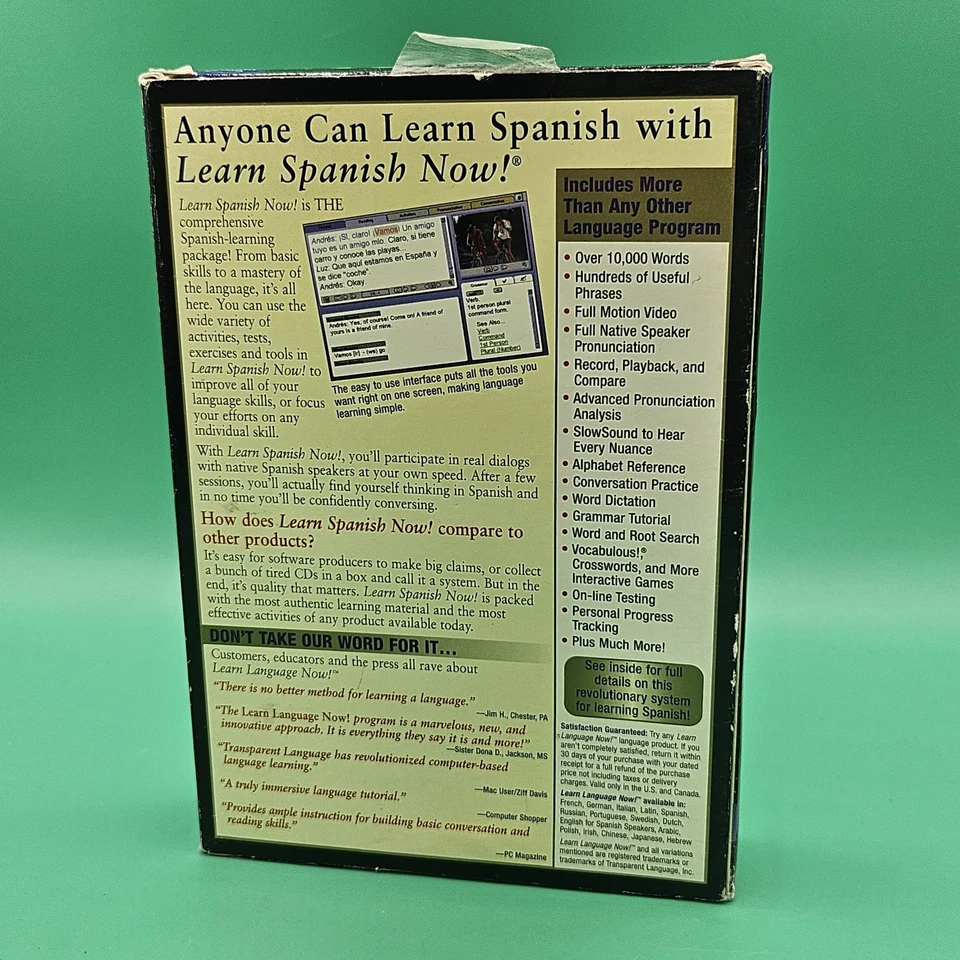 Anyone Can Learn Spanish with
Learn Spanish Now!®
Learn Spanish Now! is THE
comprehensive
Spanish-learning
package! From basic
skills to a mastery of
the language, it's all
here. You can use the
wide variety of
activities, tests,
exercises and tools in
Learn Spanish Now! to
improve all of your
language skills, or focus
your efforts on any
individual skill.
Andrés: ¡Sí, claro! ¡Vamos! Un amigo
tuyo es un amigo mío. Claro, si tiene
carro y conoce las playas...
Luz: Que aquí estamos en España y
se dice "coche".
Andrés: Okay.
Andrés: Yes, of course! Come on! A friend of
yours is a friend of mine.
Vamos [ir] - (we) go
Verb.
1st person plural
command form.
See Also...
Verb
Command
1st Person
Plural (Number)
The easy to use interface puts all the tools you
want right on one screen, making language
learning simple.
With Learn Spanish Now!, you'll participate in real dialogs
with native Spanish speakers at your own speed. After a few
sessions, you'll actually find yourself thinking in Spanish and
in no time you'll be confidently conversing.
How does Learn Spanish Now! compare to
other products?
It's easy for software producers to make big claims, or collect
a bunch of tired CDs in a box and call it a system. But in the
end, it's quality that matters. Learn Spanish Now! is packed
with the most authentic learning material and the most
effective activities of any product available today.
DON'T TAKE OUR WORD FOR IT...
Customers, educators and the press all rave about
Learn Language Now!™
"There is no better method for learning a language."
—Jim H., Chester, PA
"The Learn Language Now! program is a marvelous, new, and
innovative approach. It is everything they say it is and more!"
—Sister Dona D., Jackson, MS
"Transparent Language has revolutionized computer-based
language learning."
—Mac User/Ziff Davis
"A truly immersive language tutorial."
—Computer Shopper
"Provides ample instruction for building basic conversation and
reading skills."
—PC Magazine
Includes More
Than Any Other
Language Program
• Over 10,000 Words
• Hundreds of Useful
Phrases
• Full Motion Video
• Full Native Speaker
Pronunciation
• Record, Playback, and
Compare
• Advanced Pronunciation
Analysis
• SlowSound to Hear
Every Nuance
• Alphabet Reference
• Conversation Practice
• Word Dictation
• Grammar Tutorial
• Word and Root Search
• Vocabulous!,®
Crosswords, and More
Interactive Games
• On-line Testing
• Personal Progress
Tracking
• Plus Much More!
See inside for full
details on this
revolutionary system
for learning Spanish!
Satisfaction Guaranteed: Try any Learn
Language Now!™ language product. If you
aren't completely satisfied, return it within
30 days of your purchase with your dated
receipt for a full refund of the purchase
price not including taxes or delivery
charges. Valid only in the U.S. and Canada.
Learn Language Now!™ available in:
French, German, Italian, Latin, Spanish,
Russian, Portuguese, Swedish, Dutch,
English for Spanish Speakers, Arabic,
Polish, Irish, Chinese, Japanese, Hebrew
Learn Language Now!™ and all variations
mentioned are registered trademarks or
trademarks of Transparent Language, Inc.